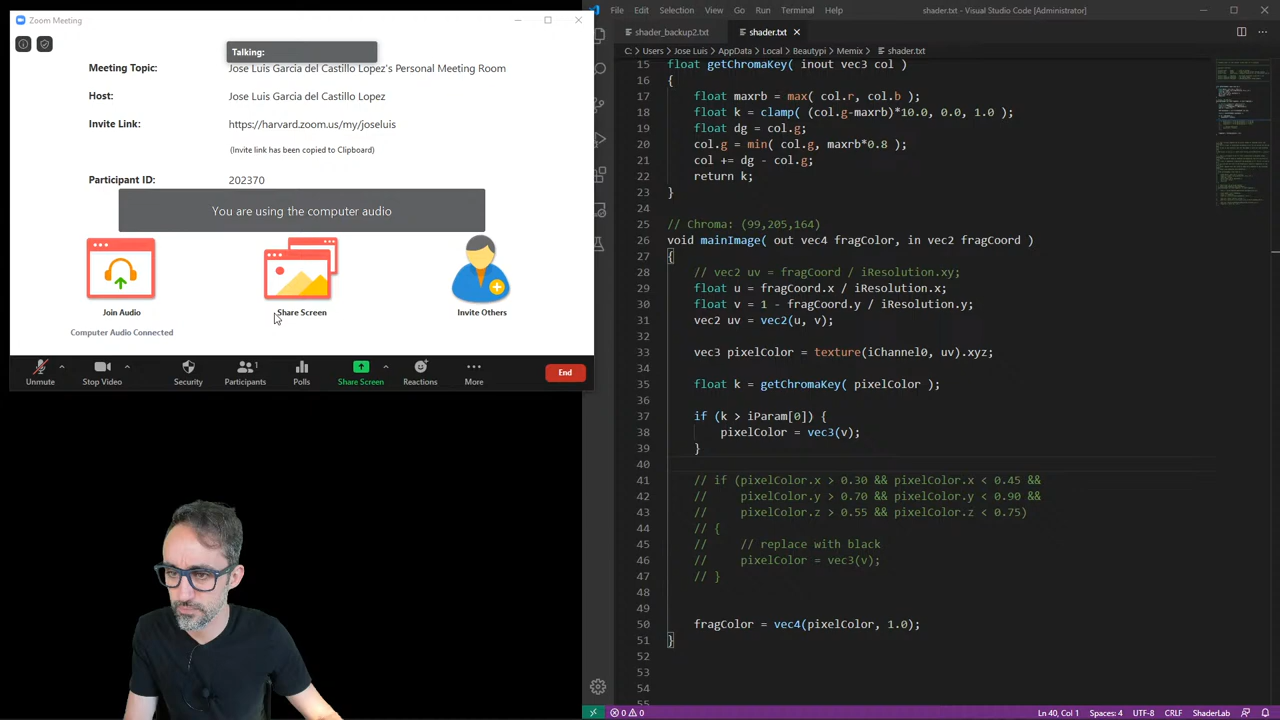 Zoom Meeting
Talking:
Meeting Topic: Jose Luis Garcia del Castillo Lopez's Personal Meeting Room
Host: Jose Luis Garcia del Castillo Lopez
Invite Link: https://harvard.zoom.us/my/joseluis
(Invite link has been copied to Clipboard)
Participant ID: 202370
You are using the computer audio
Join Audio
Share Screen
Invite Others
Computer Audio Connected
1
Unmute Stop Video Security Participants Polls Share Screen Reactions More End
File Edit Selection View Go Run Terminal Help shader.txt - Visual Studio Code [Administrator]
shader_backup2.txt shader.txt
C: > Users > Jose Luis > AppData > Local > Beautypi > Memix > shader.txt
float getChromaKey( inout vec3 col )
17 float maxrb = max( col.r, col.b );
18 float k = clamp( (col.g-maxrb)*10.0, 0.0, 1.0 );
19 float dg = col.g;
20 col.g = min( col.g, maxrb*0.8 );
21 col += dg - col.g;
22 return k;
23 }
24
25 // Chroma: (99,205,164)
26 void mainImage( out vec4 fragColor, in vec2 fragCoord )
27 {
28 // vec2 uv = fragCoord / iResolution.xy;
29 float u = fragCoord.x / iResolution.x;
30 float v = 1.0 - fragCoord.y / iResolution.y;
31 vec2 uv = vec2(u, v);
32
33 vec3 pixelColor = texture(iChannel0, uv).xyz;
34
35 float k = getChromaKey( pixelColor );
36
37 if (k > iParam[0]) {
38 pixelColor = vec3(v);
39 }
40
41 // if (pixelColor.x > 0.30 && pixelColor.x < 0.45 &&
42 // pixelColor.y > 0.70 && pixelColor.y < 0.90 &&
43 // pixelColor.z > 0.55 && pixelColor.z < 0.75)
44 // {
45 // // replace with black
46 // pixelColor = vec3(v);
47 // }
48
49
50 fragColor = vec4(pixelColor, 1.0);
51 }
52
53
54
0 0 Ln 40, Col 1 Spaces: 4 UTF-8 CRLF ShaderLab